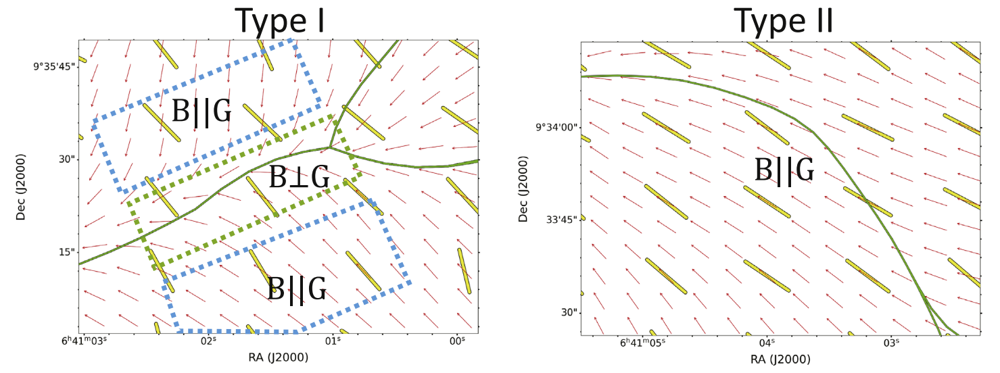 Type I
9°35'45"
30"
15"
Dec (J2000)
B||G
B⊥G
B||G
6ʰ41ᵐ03ˢ
02ˢ
01ˢ
00ˢ
RA (J2000)
Type II
9°34'00"
33'45"
30"
Dec (J2000)
B||G
6ʰ41ᵐ05ˢ
04ˢ
03ˢ
RA (J2000)